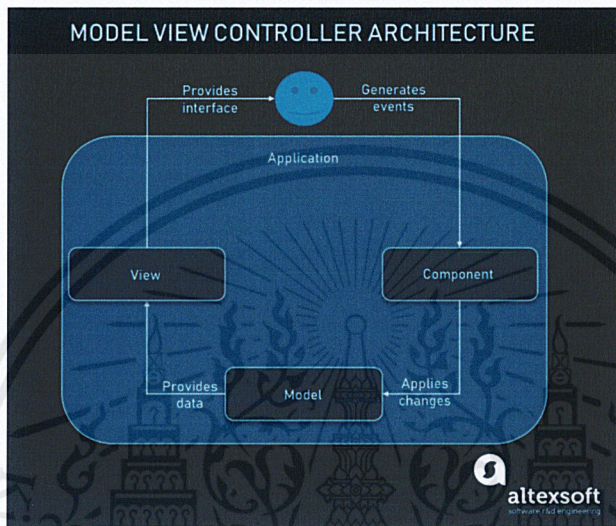 MODEL VIEW CONTROLLER ARCHITECTURE
Provides
interface
Generates
events
Application
View
Component
Provides
data
Model
Applies
changes
altexsoft
software r&d engineering